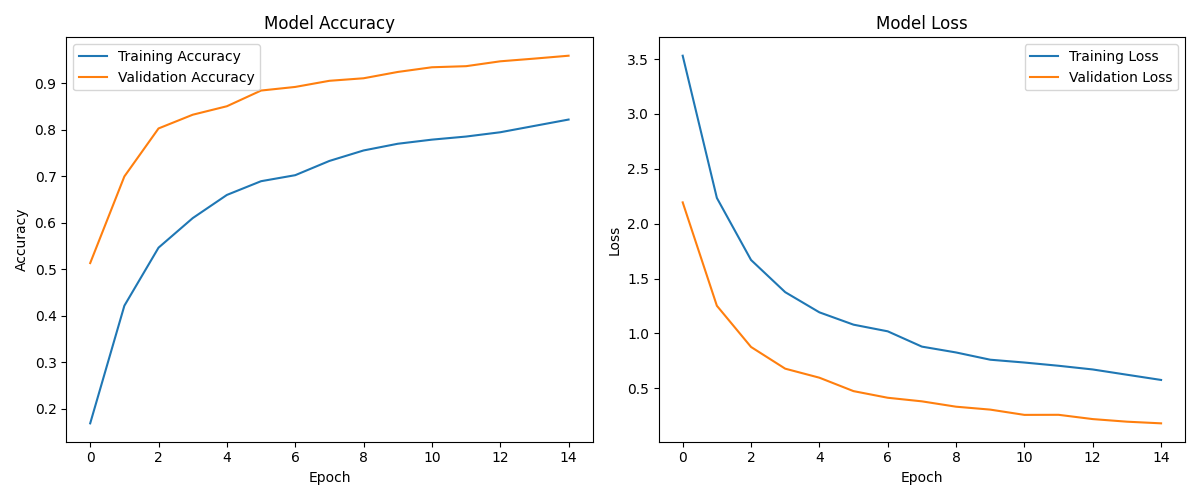 Model Accuracy
Training Accuracy
Validation Accuracy
0.9
0.8
0.7
0.6
0.5
0.4
0.3
0.2
Accuracy
0 2 4 6 8 10 12 14
Epoch
Model Loss
Training Loss
Validation Loss
3.5
3.0
2.5
2.0
1.5
1.0
0.5
Loss
0 2 4 6 8 10 12 14
Epoch